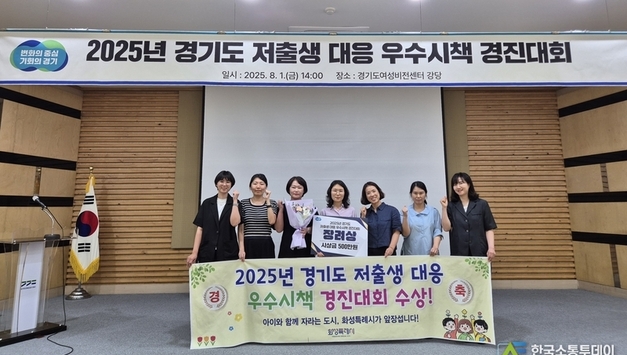 변화의 중심
기회의 경기
2025년 경기도 저출생 대응 우수시책 경진대회
일시 : 2025. 8. 1.(금) 14:00 장소 : 경기도여성비전센터 강당
장려상
시상금 500만원
2025년 경기도 저출생 대응
우수시책 경진대회 수상!
경
축
아이와 함께 자라는 도시, 화성특례시가 앞장섭니다!
화성특례시
한국소통투데이